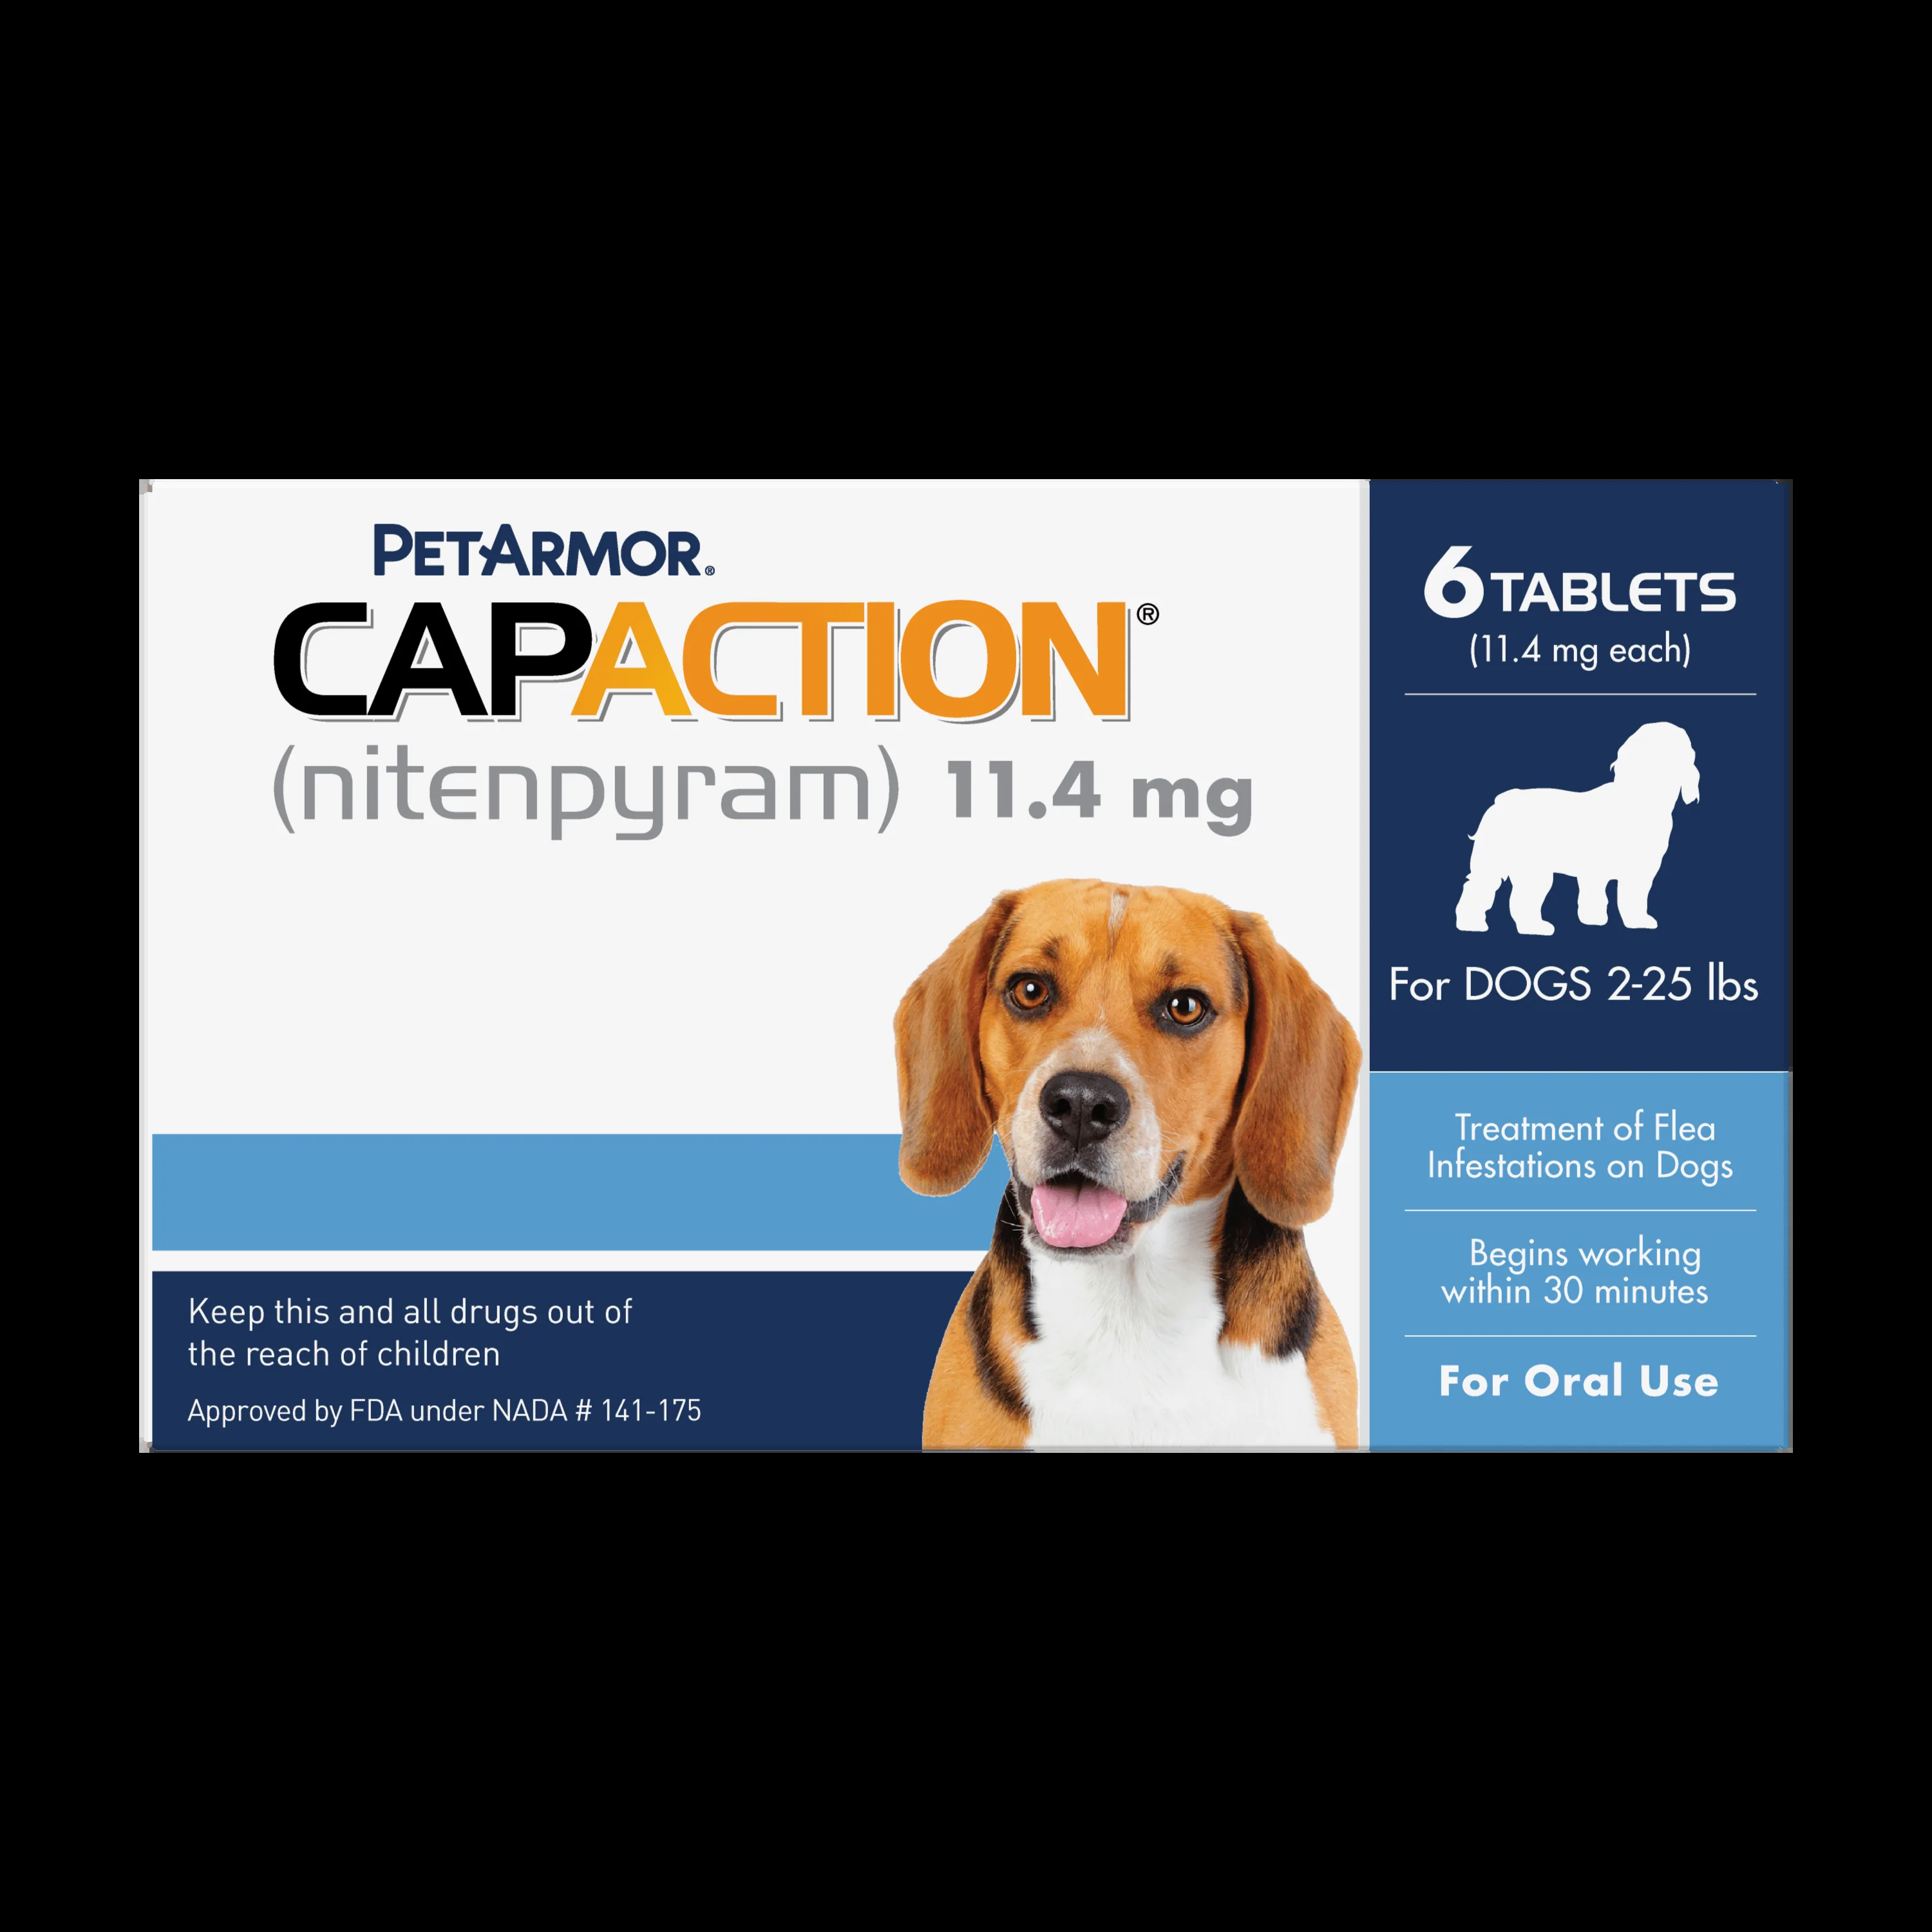 PETARMOR®
CAPACTION®
(nitenpyram) 11.4 mg
Keep this and all drugs out of
the reach of children
Approved by FDA under NADA # 141-175
6 TABLETS
(11.4 mg each)
For DOGS 2-25 lbs
Treatment of Flea
Infestations on Dogs
Begins working
within 30 minutes
For Oral Use